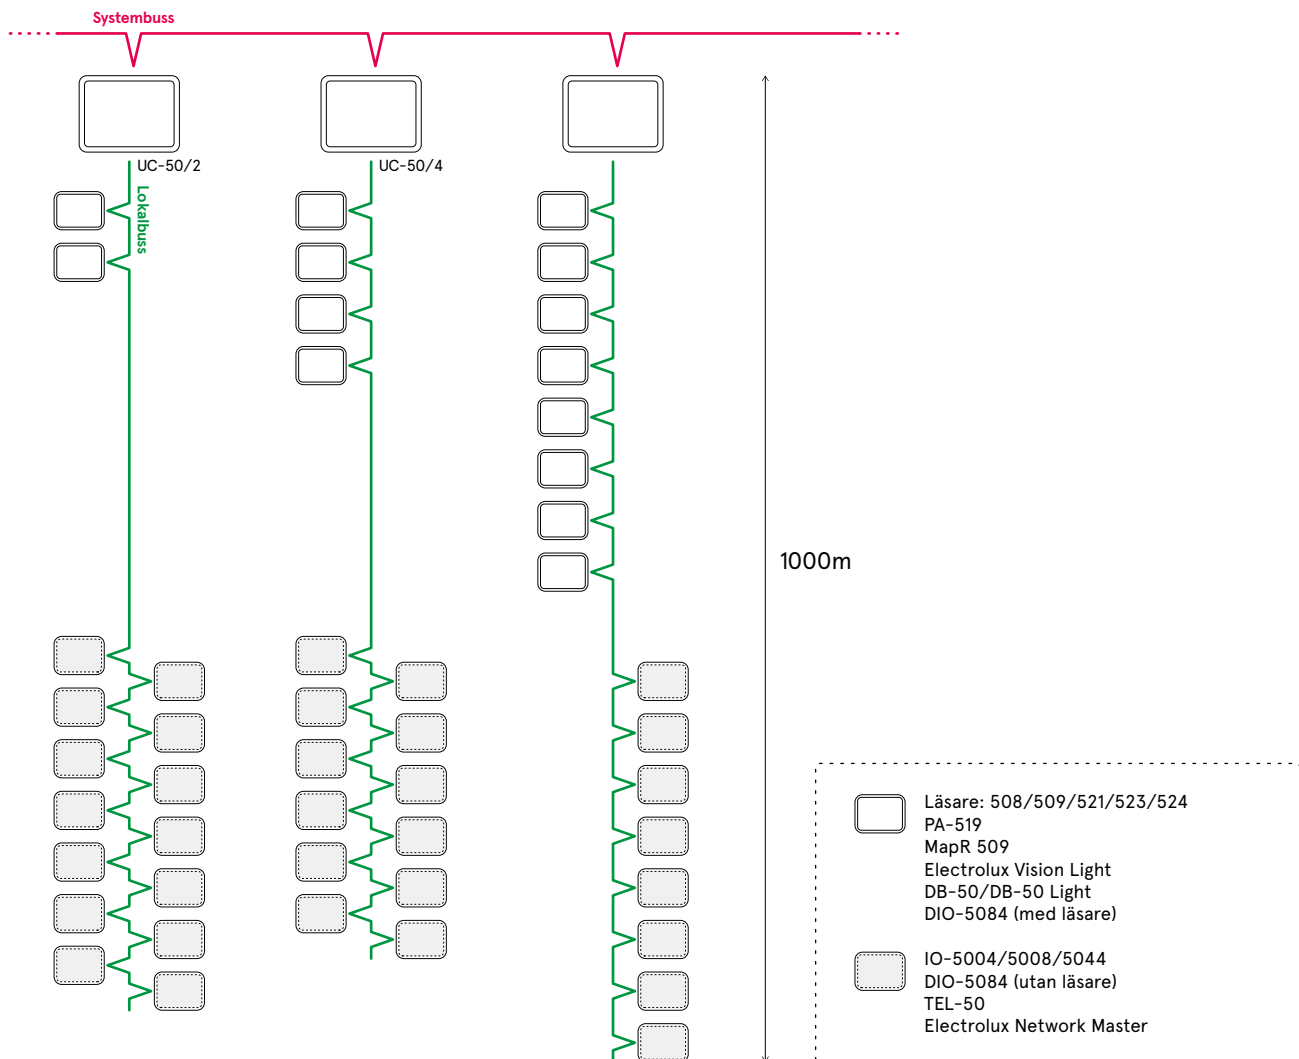 Systembuss
UC-50/2
UC-50/4
Lokalbuss
1000m
Läsare: 508/509/521/523/524
PA-519
MapR 509
Electrolux Vision Light
DB-50/DB-50 Light
DIO-5084 (med läsare)
IO-5004/5008/5044
DIO-5084 (utan läsare)
TEL-50
Electrolux Network Master